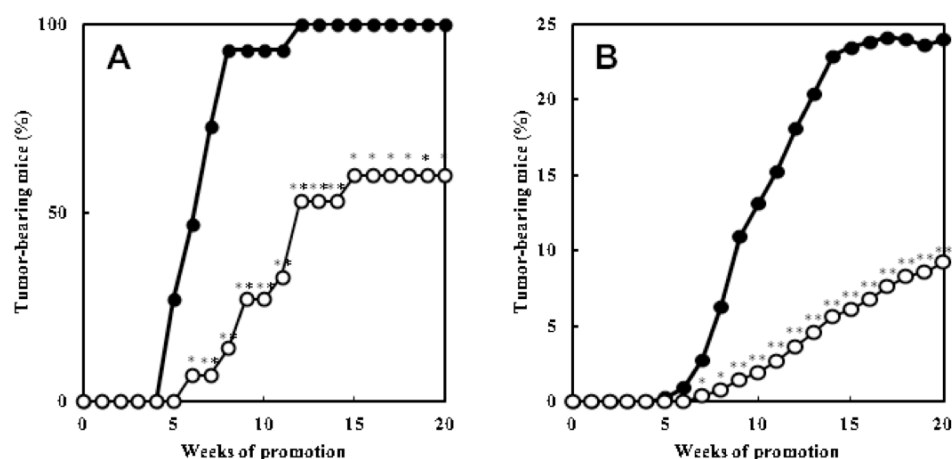 A
Tumor-bearing mice (%)
100
50
0
0 5 10 15 20
Weeks of promotion
* ** ** ** ** ** ** ** ** * * * * * *
B
Tumor-bearing mice (%)
25
20
15
10
5
0
0 5 10 15 20
Weeks of promotion
* * ** ** ** ** ** ** ** ** ** ** ** **